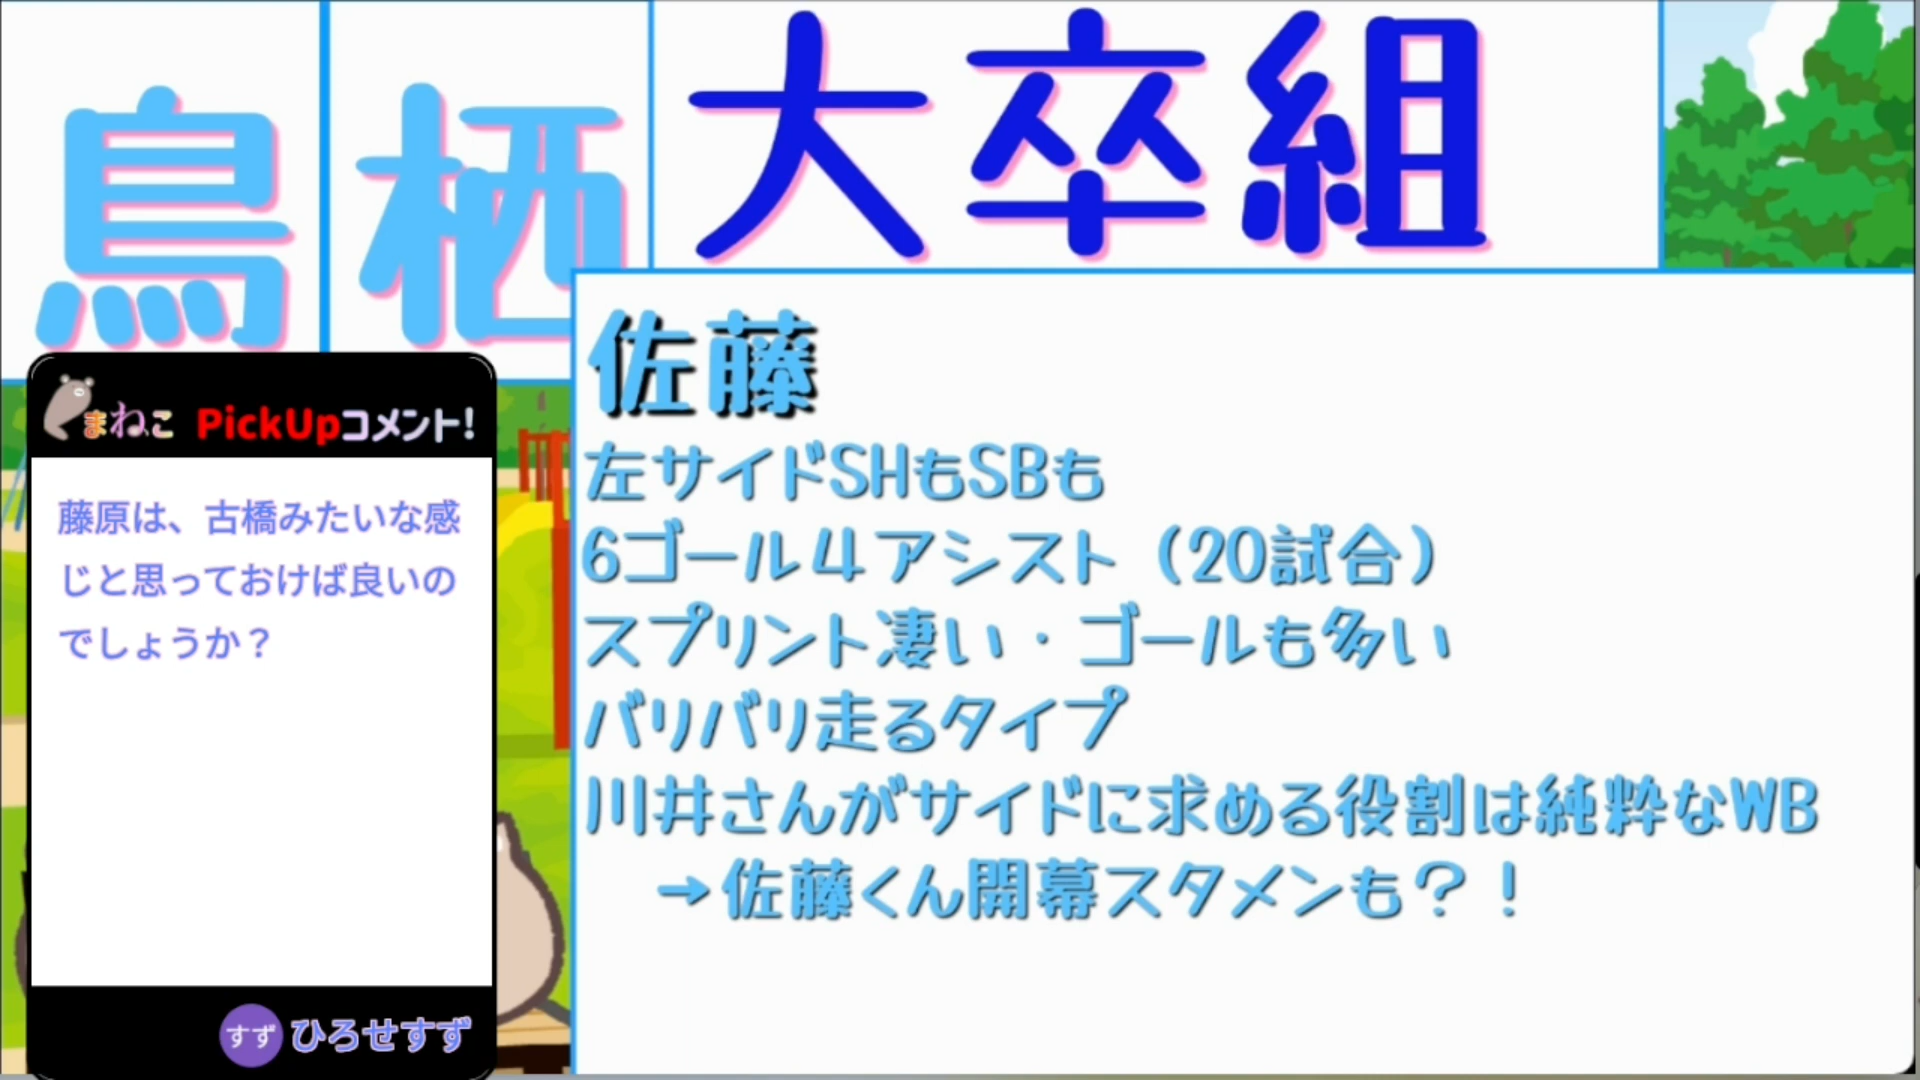 鳥栖
大卒組
佐藤
左サイドSHもSBも
6ゴール4アシスト（20試合）
スプリント凄い・ゴールも多い
バリバリ走るタイプ
川井さんがサイドに求める役割は純粋なWB
→佐藤くん開幕スタメンも？！
まねこ PickUpコメント!
藤原は、古橋みたいな感
じと思っておけば良いの
でしょうか？
すず ひろせすず